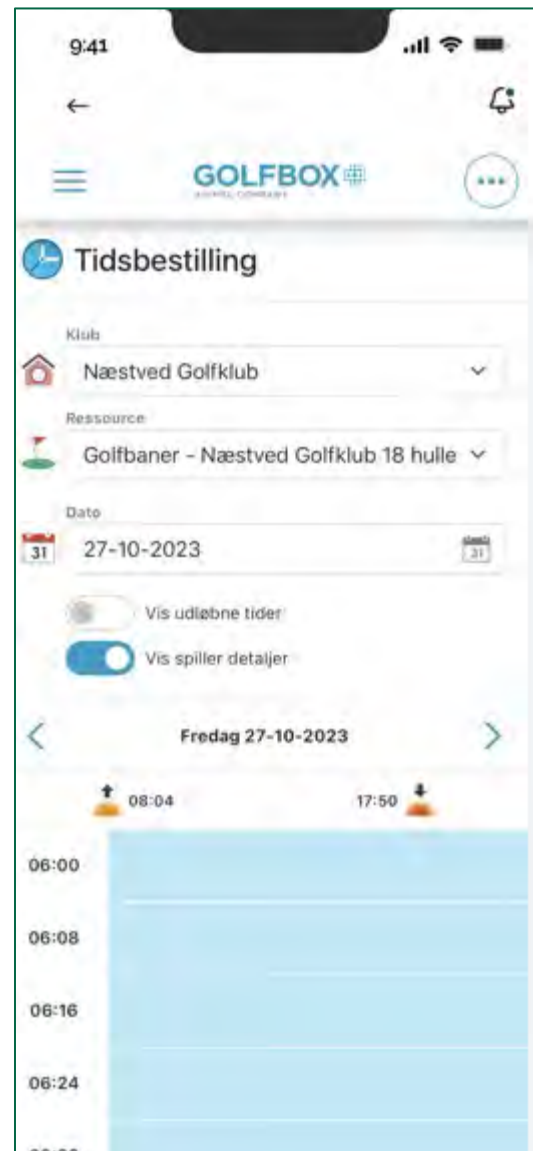 9:41
GOLFBOX
Tidsbestilling
Klub
Næstved Golfklub
Ressource
Golfbaner - Næstved Golfklub 18 hulle
Dato
31
27-10-2023
31
Vis udløbne tider
Vis spiller detaljer
Fredag 27-10-2023
08:04
17:50
06:00
06:08
06:16
06:24